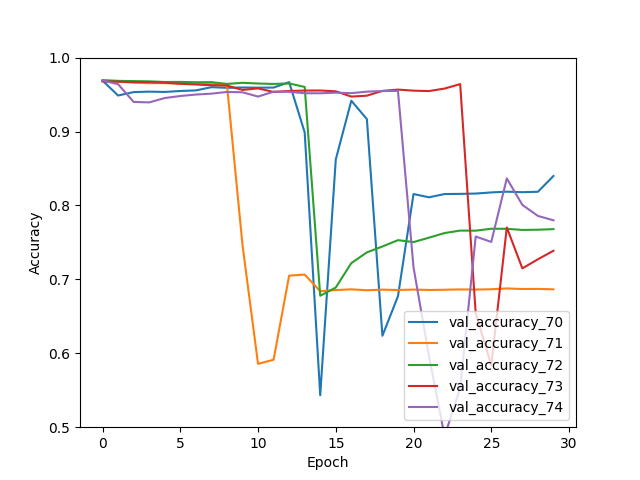 1.0
0.9
0.8
0.7
0.6
0.5
Accuracy
0 5 10 15 20 25 30
Epoch
val_accuracy_70
val_accuracy_71
val_accuracy_72
val_accuracy_73
val_accuracy_74